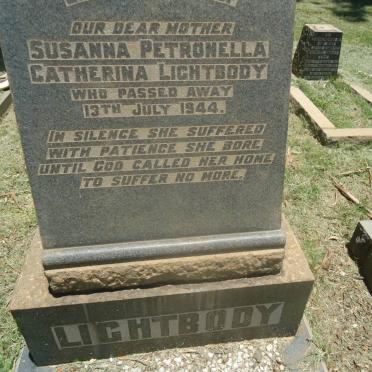 OUR DEAR MOTHER
SUSANNA PETRONELLA
CATHERINA LIGHTBODY
WHO PASSED AWAY
13TH JULY 1944.
IN SILENCE SHE SUFFERED
WITH PATIENCE SHE BORE
UNTIL GOD CALLED HER HOME
TO SUFFER NO MORE.
LIGHTBODY